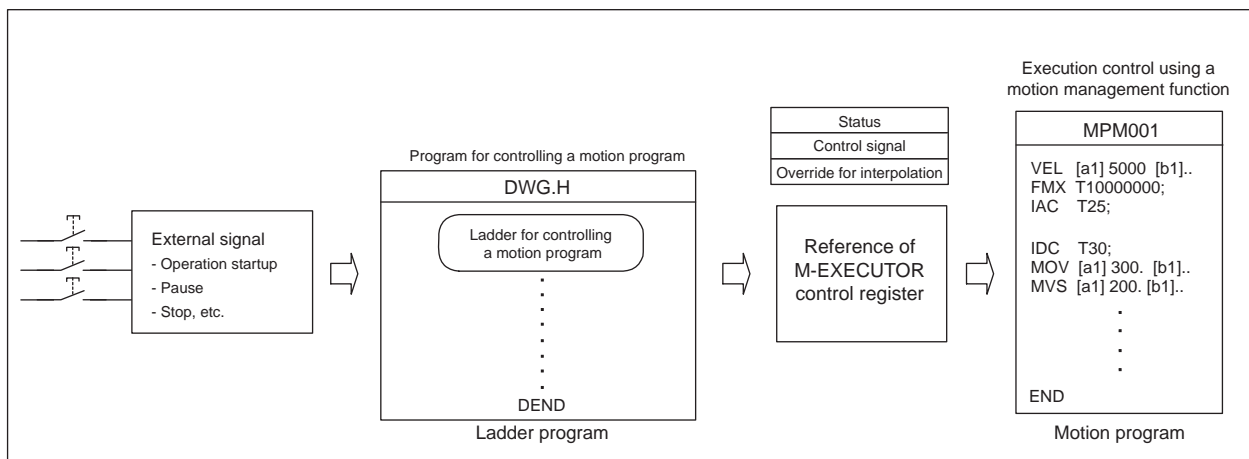 External signal
- Operation startup
- Pause
- Stop, etc.
Program for controlling a motion program
DWG.H
Ladder for controlling
a motion program
DEND
Ladder program
Status
Control signal
Override for interpolation
Reference of
M-EXECUTOR
control register
Execution control using a
motion management function
MPM001
VEL [a1] 5000 [b1]..
FMX T10000000;
IAC T25;
IDC T30;
MOV [a1] 300. [b1]..
MVS [a1] 200. [b1]..
END
Motion program